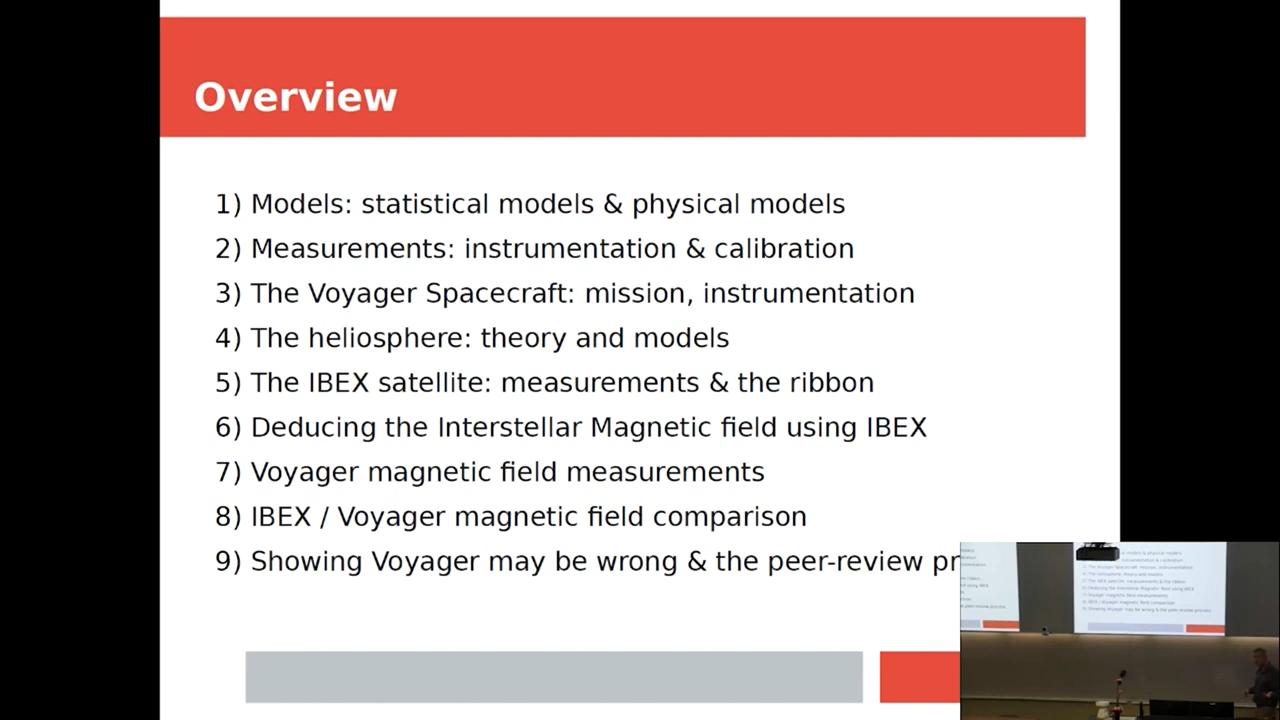 Overview
1) Models: statistical models & physical models
2) Measurements: instrumentation & calibration
3) The Voyager Spacecraft: mission, instrumentation
4) The heliosphere: theory and models
5) The IBEX satellite: measurements & the ribbon
6) Deducing the Interstellar Magnetic field using IBEX
7) Voyager magnetic field measurements
8) IBEX / Voyager magnetic field comparison
9) Showing Voyager may be wrong & the peer-review pr